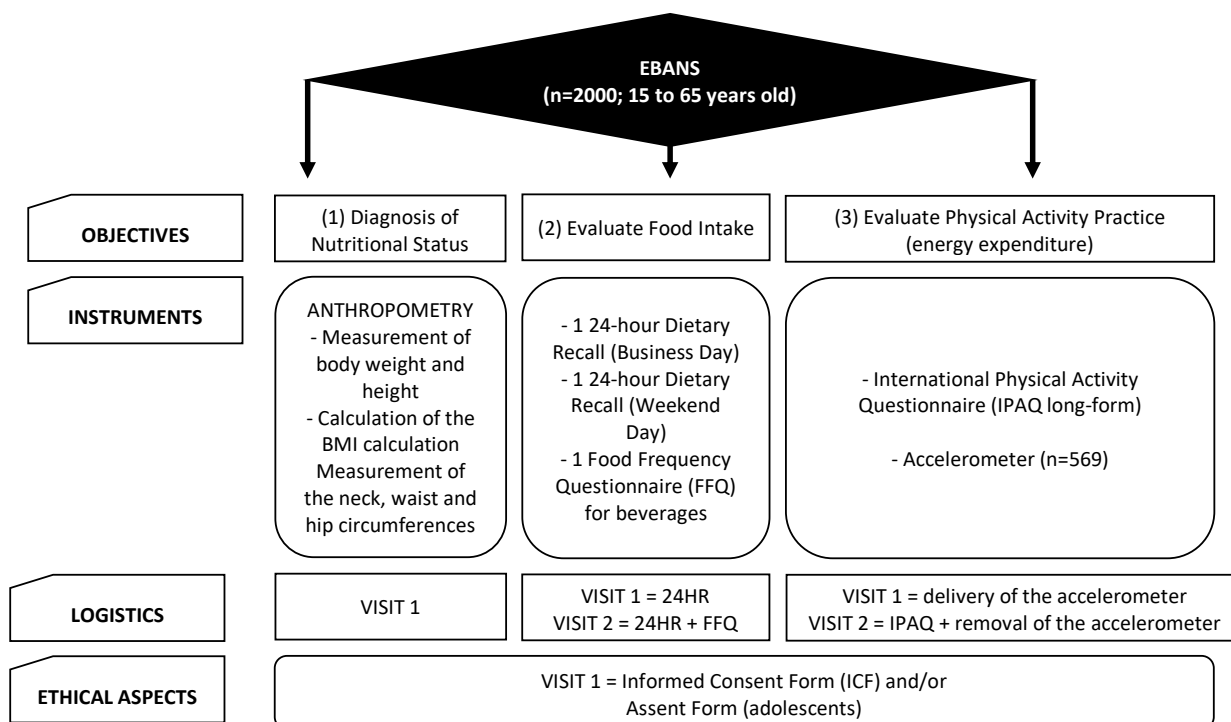 EBANS
(n=2000; 15 to 65 years old)
OBJECTIVES
(1) Diagnosis of
Nutritional Status
(2) Evaluate Food Intake
(3) Evaluate Physical Activity Practice
(energy expenditure)
INSTRUMENTS
ANTHROPOMETRY
- Measurement of
body weight and
height
- Calculation of the
BMI calculation
Measurement of
the neck, waist and
hip circumferences
- 1 24-hour Dietary
Recall (Business Day)
- 1 24-hour Dietary
Recall (Weekend
Day)
- 1 Food Frequency
Questionnaire (FFQ)
for beverages
- International Physical Activity
Questionnaire (IPAQ long-form)
- Accelerometer (n=569)
LOGISTICS
VISIT 1
VISIT 1 = 24HR
VISIT 2 = 24HR + FFQ
VISIT 1 = delivery of the accelerometer
VISIT 2 = IPAQ + removal of the accelerometer
ETHICAL ASPECTS
VISIT 1 = Informed Consent Form (ICF) and/or
Assent Form (adolescents)